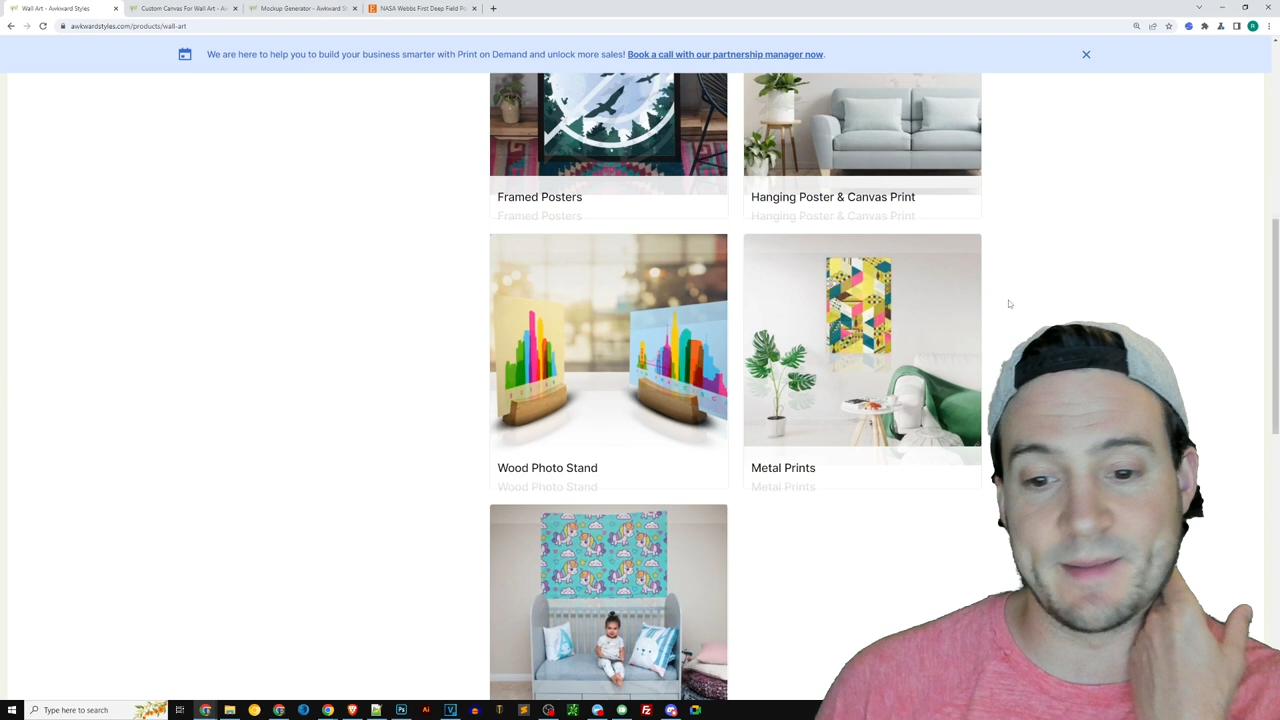 Wall Art - Awkward Styles
Custom Canvas For Wall Art - Aw
Mockup Generator - Awkward St
NASA Webbs First Deep Field Po
awkwardstyles.com/products/wall-art
We are here to help you to build your business smarter with Print on Demand and unlock more sales! Book a call with our partnership manager now.
Framed Posters
Hanging Poster & Canvas Print
Framed Posters
Hanging Poster & Canvas Print
Wood Photo Stand
Metal Prints
Wood Photo Stand
Metal Prints
Type here to search